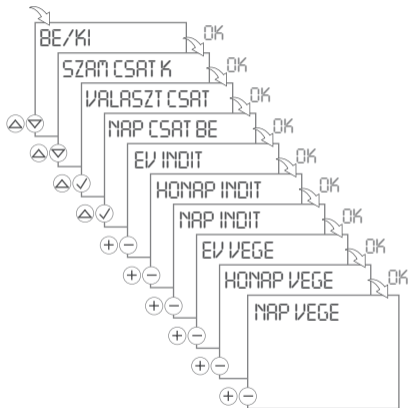 BE/KI
OK
SZAM CSAT K
OK
VALASZT CSAT
OK
NAP CSAT BE
OK
EV INDIT
OK
HONAP INDIT
OK
NAP INDIT
OK
EV VEGE
OK
HONAP VEGE
OK
NAP VEGE